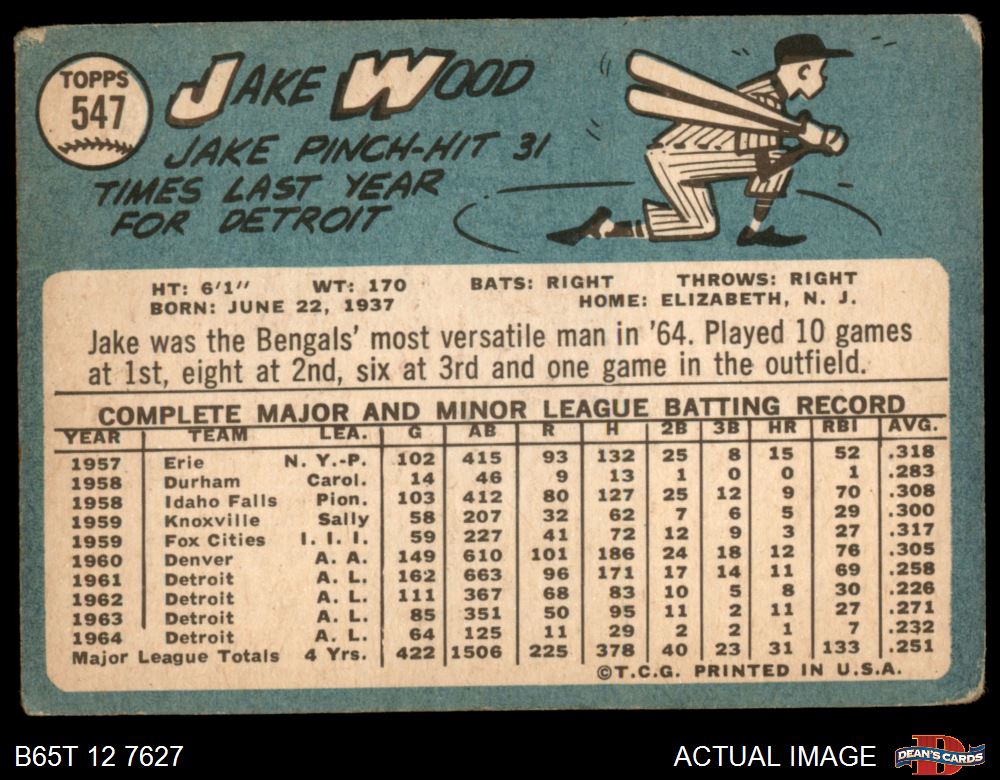 TOPPS
547
JAKE WOOD
JAKE PINCH-HIT 31
TIMES LAST YEAR
FOR DETROIT
HT: 6'1" WT: 170 BATS: RIGHT THROWS: RIGHT
BORN: JUNE 22, 1937 HOME: ELIZABETH, N. J.
Jake was the Bengals' most versatile man in '64. Played 10 games
at 1st, eight at 2nd, six at 3rd and one game in the outfield.
COMPLETE MAJOR AND MINOR LEAGUE BATTING RECORD
YEAR TEAM LEA. G AB R H 2B 3B HR RBI AVG.
1957 Erie N. Y.-P. 102 415 93 132 25 8 15 52 .318
1958 Durham Carol. 14 46 9 13 1 0 0 1 .283
1958 Idaho Falls Pion. 103 412 80 127 25 12 9 70 .308
1959 Knoxville Sally 58 207 32 62 7 6 5 29 .300
1959 Fox Cities I. I. I. 59 227 41 72 12 9 3 27 .317
1960 Denver A. A. 149 610 101 186 24 18 12 76 .305
1961 Detroit A. L. 162 663 96 171 17 14 11 69 .258
1962 Detroit A. L. 111 367 68 83 10 5 8 30 .226
1963 Detroit A. L. 85 351 50 95 11 2 11 27 .271
1964 Detroit A. L. 64 125 11 29 2 2 1 7 .232
Major League Totals 4 Yrs. 422 1506 225 378 40 23 31 133 .251
©T.C.G. PRINTED IN U.S.A.
B65T 12 7627 ACTUAL IMAGE DEAN'S CARDS